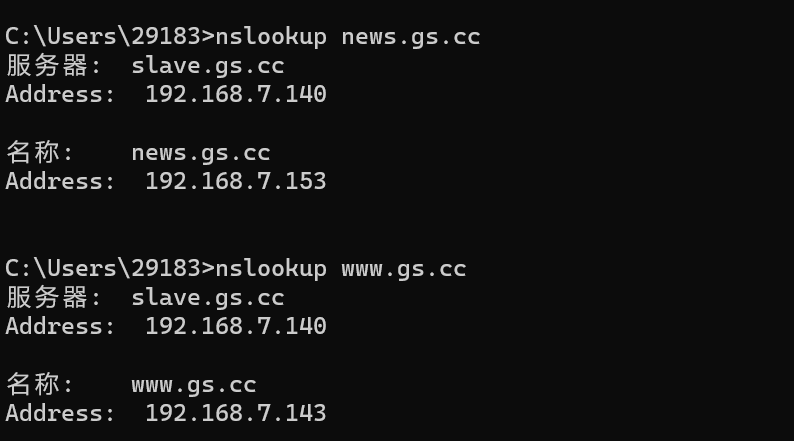 C:\Users\29183>nslookup news.gs.cc
服务器:  slave.gs.cc
Address:  192.168.7.140
名称:    news.gs.cc
Address:  192.168.7.153
C:\Users\29183>nslookup www.gs.cc
服务器:  slave.gs.cc
Address:  192.168.7.140
名称:    www.gs.cc
Address:  192.168.7.143